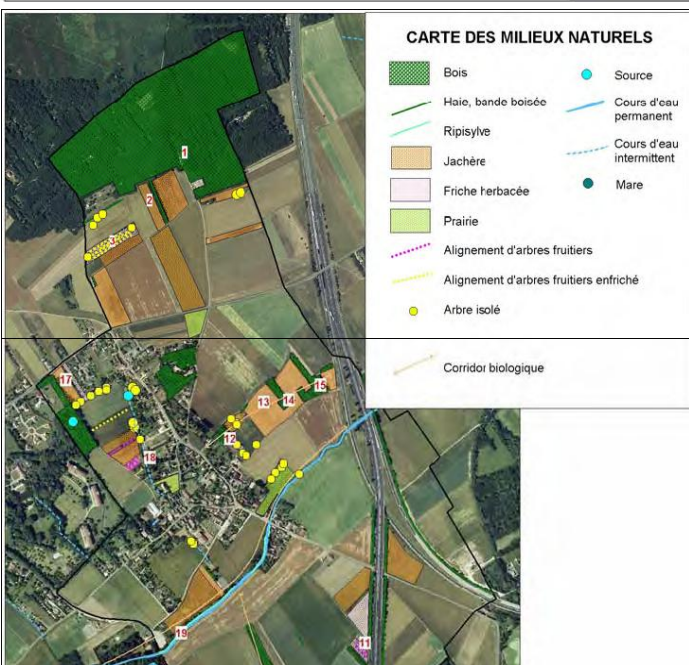 CARTE DES MILIEUX NATURELS
Bois
Haie, bande boisée
Ripisylve
Jachère
Friche herbacée
Prairie
Alignement d'arbres fruitiers
Alignement d'arbres fruitiers enfriché
Arbre isolé
Corridor biologique
Source
Cours d'eau
permanent
Cours d'eau
intermittent
Mare
1
2
17
15
14
13
12
18
19
11